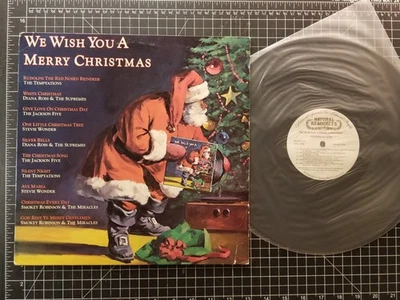 WE WISH YOU A
MERRY CHRISTMAS
RUDOLPH THE RED NOSED REINDEER
THE TEMPTATIONS
WHITE CHRISTMAS
DIANA ROSS & THE SUPREMES
GIVE LOVE ON CHRISTMAS DAY
THE JACKSON FIVE
ONE LITTLE CHRISTMAS TREE
STEVIE WONDER
SILVER BELLS
DIANA ROSS & THE SUPREMES
THE CHRISTMAS SONG
THE JACKSON FIVE
SILENT NIGHT
THE TEMPTATIONS
AVE MARIA
STEVIE WONDER
CHRISTMAS EVERY DAY
SMOKEY ROBINSON & THE MIRACLES
GOD REST YE MERRY GENTLEMEN
SMOKEY ROBINSON & THE MIRACLES
NATURAL
RESOURCES